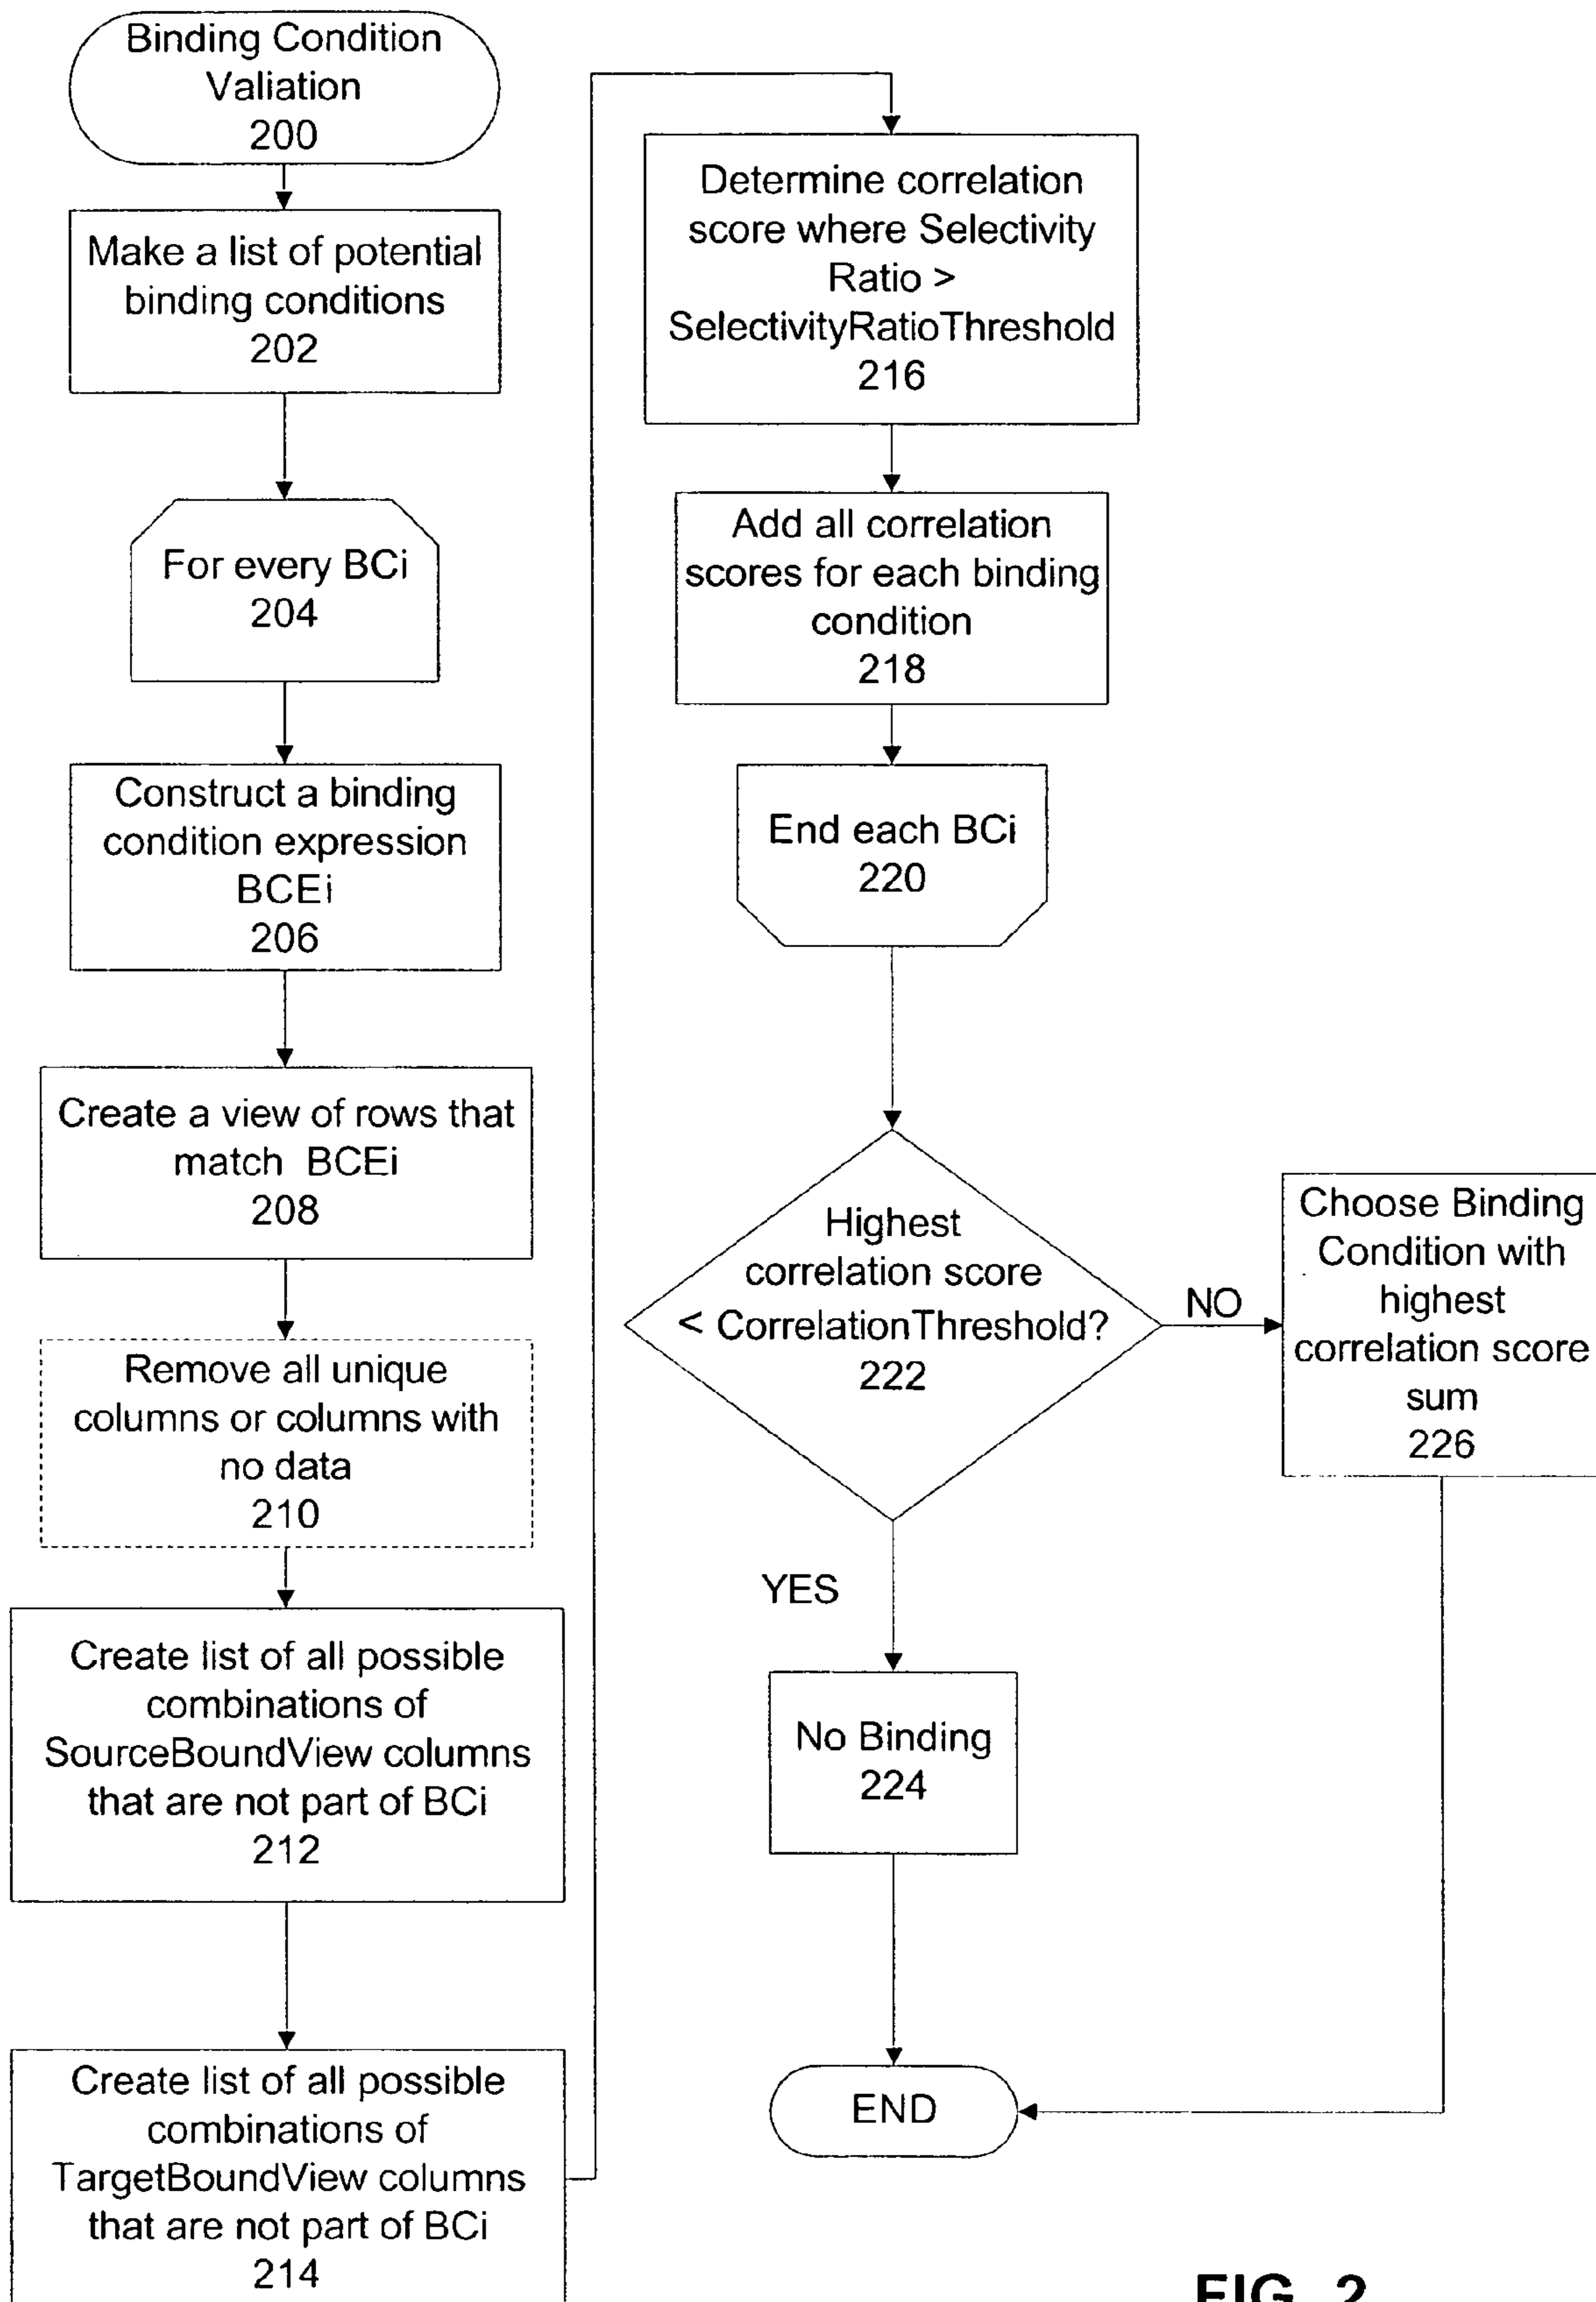 Binding Condition
Valiation
200
Make a list of potential
binding conditions
202
For every BCi
204
Construct a binding
condition expression
BCEi
206
Create a view of rows that
match BCEi
208
Remove all unique
columns or columns with
no data
210
Create list of all possible
combinations of
SourceBoundView columns
that are not part of BCi
212
Create list of all possible
combinations of
TargetBoundView columns
that are not part of BCi
214
Determine correlation
score where Selectivity
Ratio >
SelectivityRatioThreshold
216
Add all correlation
scores for each binding
condition
218
End each BCi
220
Highest
correlation score
< CorrelationThreshold?
222
NO
Choose Binding
Condition with
highest
correlation score
sum
226
YES
No Binding
224
END
FIG. 2